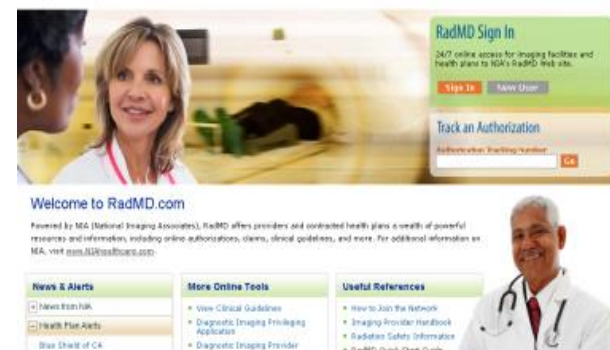 RadMD Sign In
24/7 online access for imaging facilities and
health plans to NIA's RadMD Web site.
Sign In New User
Track an Authorization
Authorization Tracking Number
Go
Welcome to RadMD.com
Powered by NIA (National Imaging Associates), RadMD offers providers and contracted health plans a wealth of powerful
resources and information, including online authorizations, claims, clinical guidelines, and more. For additional information on
NIA, visit www.NIAhealthcare.com.
News & Alerts
News from NIA
Health Plan Alerts
Blue Shield of CA
More Online Tools
View Clinical Guidelines
Diagnostic Imaging Privileging
Application
Diagnostic Imaging Provider
Useful References
How to Join the Network
Imaging Provider Handbook
Radiation Safety Information
RadMD Quick Start Guide